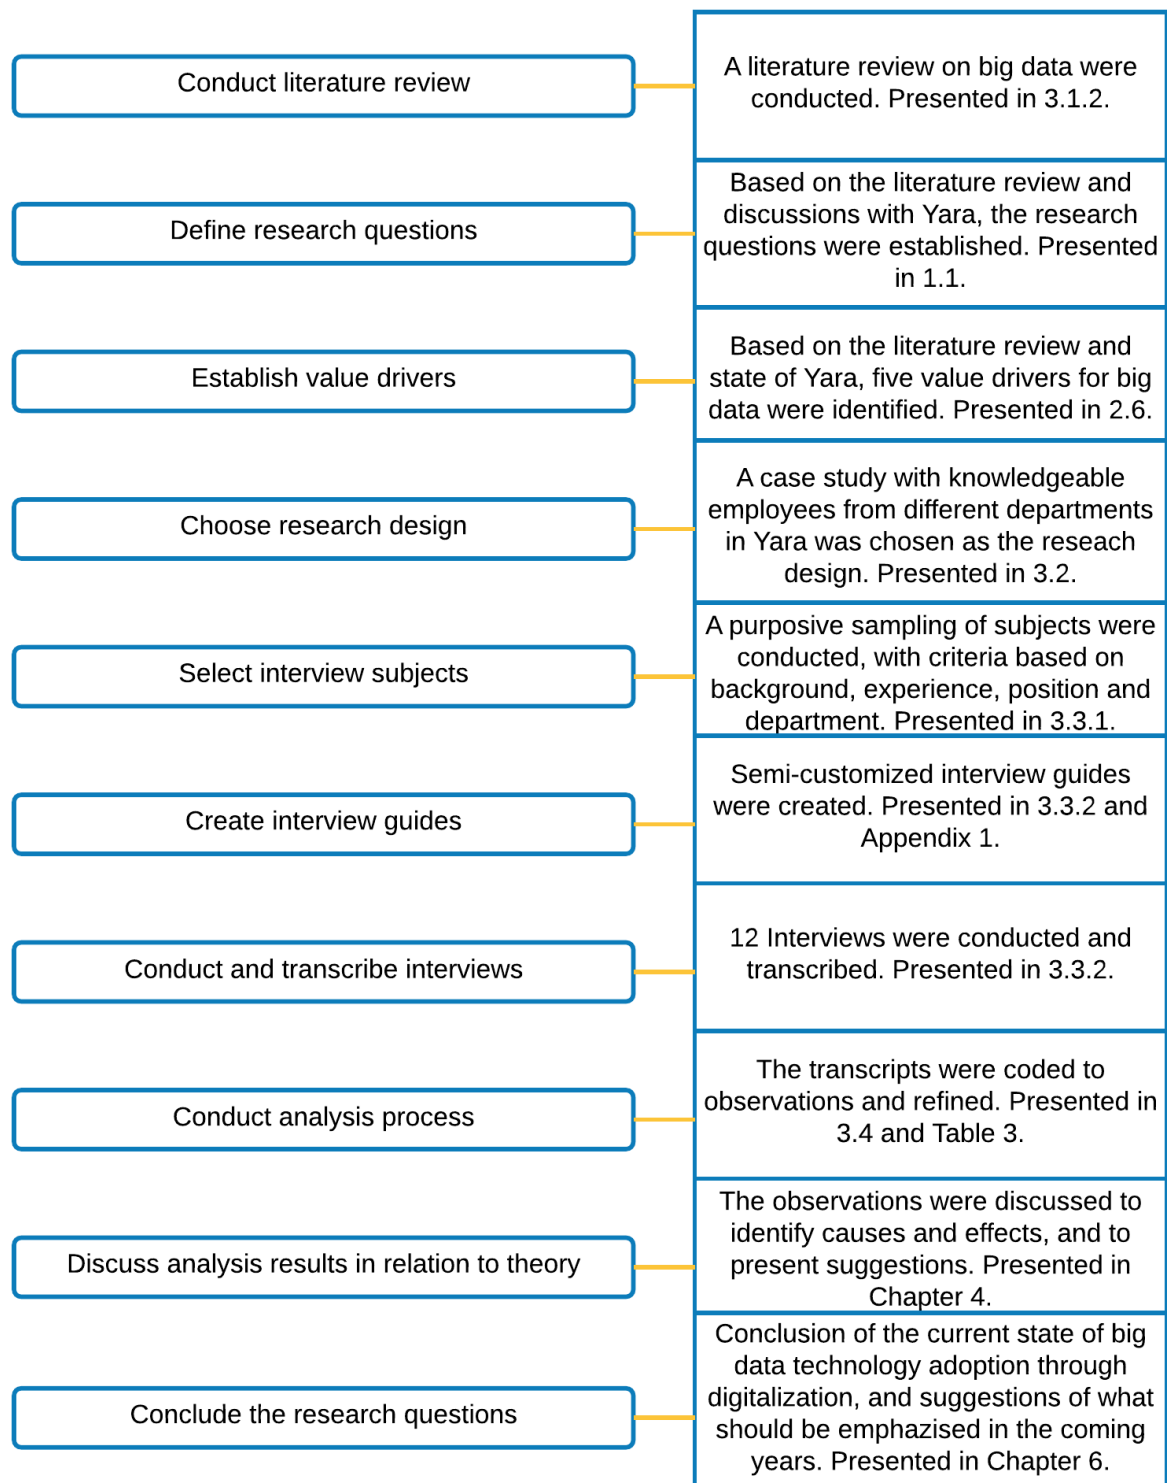 Conduct literature review
A literature review on big data were
conducted. Presented in 3.1.2.
Define research questions
Based on the literature review and
discussions with Yara, the research
questions were established. Presented
in 1.1.
Establish value drivers
Based on the literature review and
state of Yara, five value drivers for big
data were identified. Presented in 2.6.
Choose research design
A case study with knowledgeable
employees from different departments
in Yara was chosen as the reseach
design. Presented in 3.2.
Select interview subjects
A purposive sampling of subjects were
conducted, with criteria based on
background, experience, position and
department. Presented in 3.3.1.
Create interview guides
Semi-customized interview guides
were created. Presented in 3.3.2 and
Appendix 1.
Conduct and transcribe interviews
12 Interviews were conducted and
transcribed. Presented in 3.3.2.
Conduct analysis process
The transcripts were coded to
observations and refined. Presented in
3.4 and Table 3.
Discuss analysis results in relation to theory
The observations were discussed to
identify causes and effects, and to
present suggestions. Presented in
Chapter 4.
Conclude the research questions
Conclusion of the current state of big
data technology adoption through
digitalization, and suggestions of what
should be emphazised in the coming
years. Presented in Chapter 6.